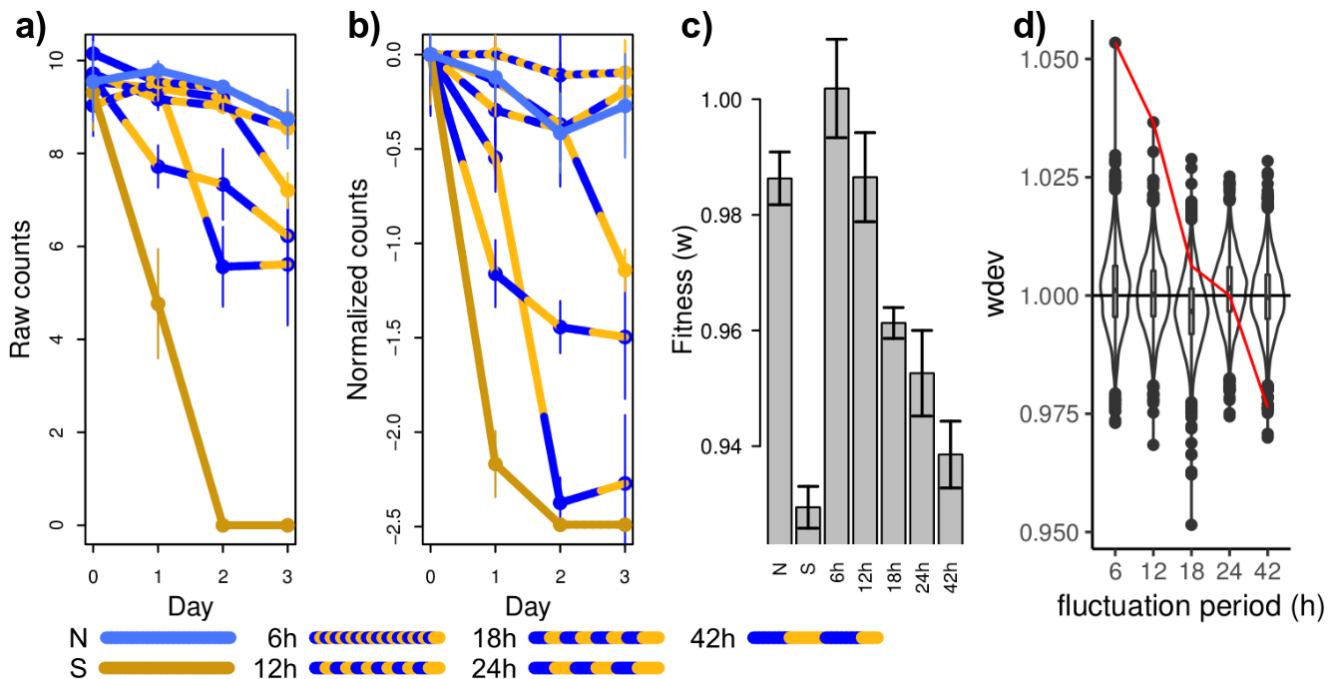 a)
Raw counts
10
8
6
4
2
0
0 1 2 3
Day
b)
Normalized counts
0.0
−0.5
−1.0
−1.5
−2.0
−2.5
0 1 2 3
Day
c)
Fitness (w)
1.00
0.98
0.96
0.94
N S 6h 12h 18h 24h 42h
d)
wdev
1.050
1.025
1.000
0.975
0.950
6 12 18 24 42
fluctuation period (h)
N 6h 18h 42h
S 12h 24h